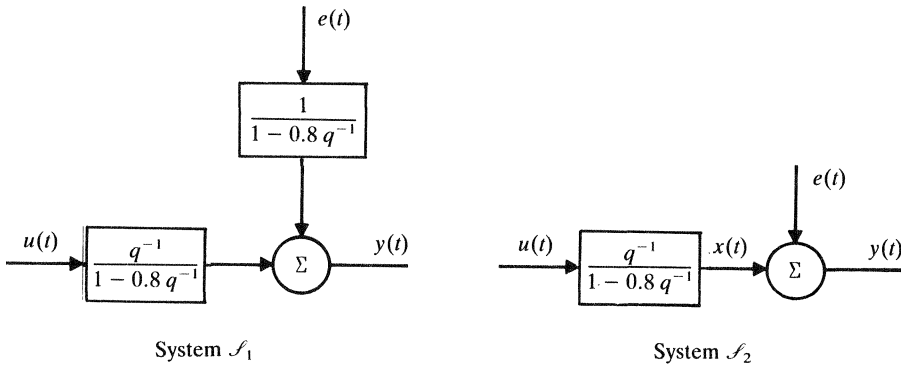 e(t)
1
1 − 0.8 q⁻¹
u(t)
q⁻¹
1 − 0.8 q⁻¹
Σ
y(t)
System 𝒮₁
e(t)
u(t)
q⁻¹
1 − 0.8 q⁻¹
x(t)
Σ
y(t)
System 𝒮₂